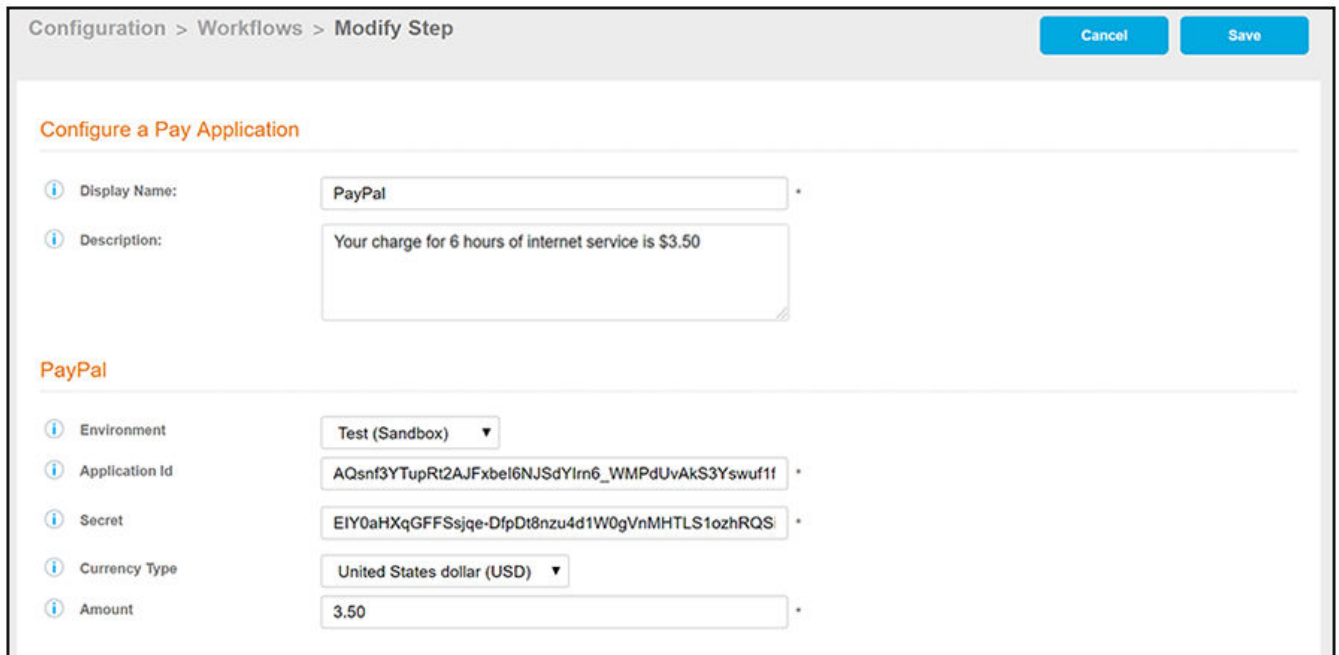 Configuration > Workflows > Modify Step
Cancel
Save
Configure a Pay Application
Display Name:
PayPal
*
Description:
Your charge for 6 hours of internet service is $3.50
PayPal
Environment
Test (Sandbox)
Application Id
AQsnf3YTupRt2AJFxbel6NJSdYIrn6_WMPdUvAkS3Yswuf1f
*
Secret
EIY0aHXqGFFSsjqe-DfpDt8nzu4d1W0gVnMHTLS1ozhRQSi
*
Currency Type
United States dollar (USD)
Amount
3.50
*